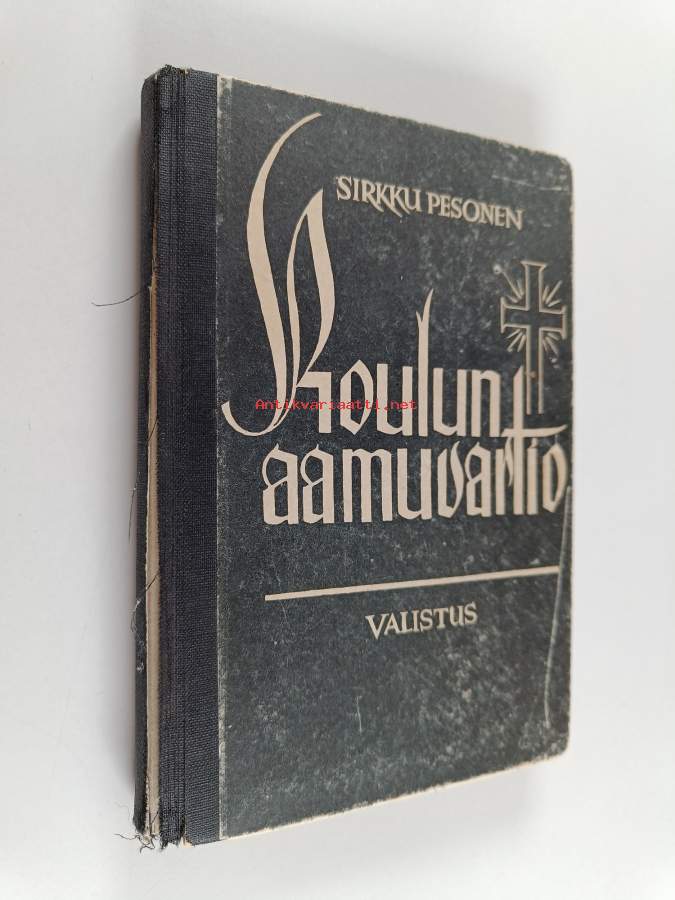 SIRKKU PESONEN
Koulun
Antikvariaatti.net
aamuvartio
VALISTUS